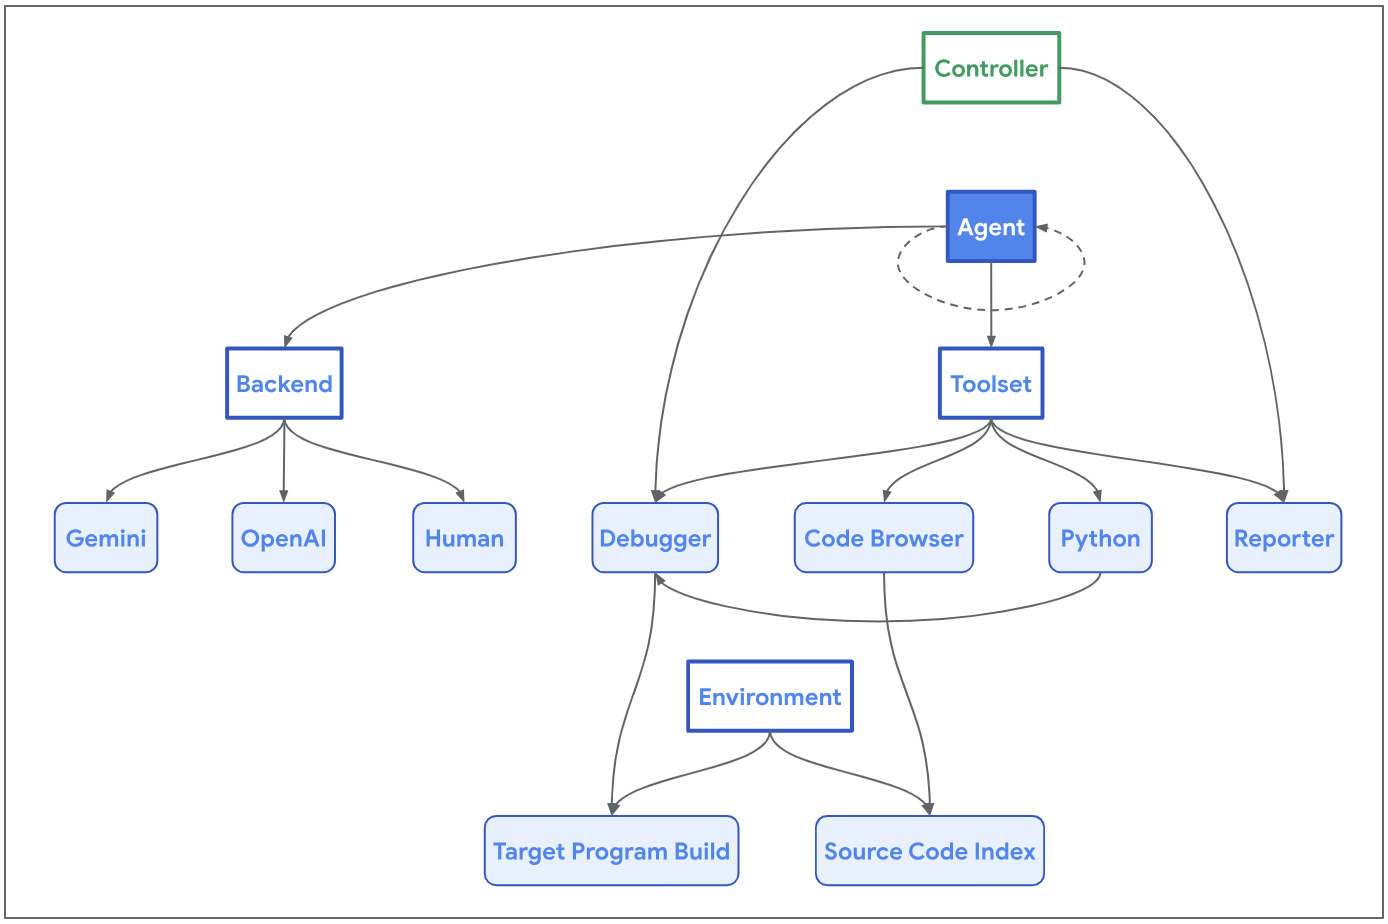 Controller
Agent
Backend
Toolset
Gemini
OpenAI
Human
Debugger
Code Browser
Python
Reporter
Environment
Target Program Build
Source Code Index